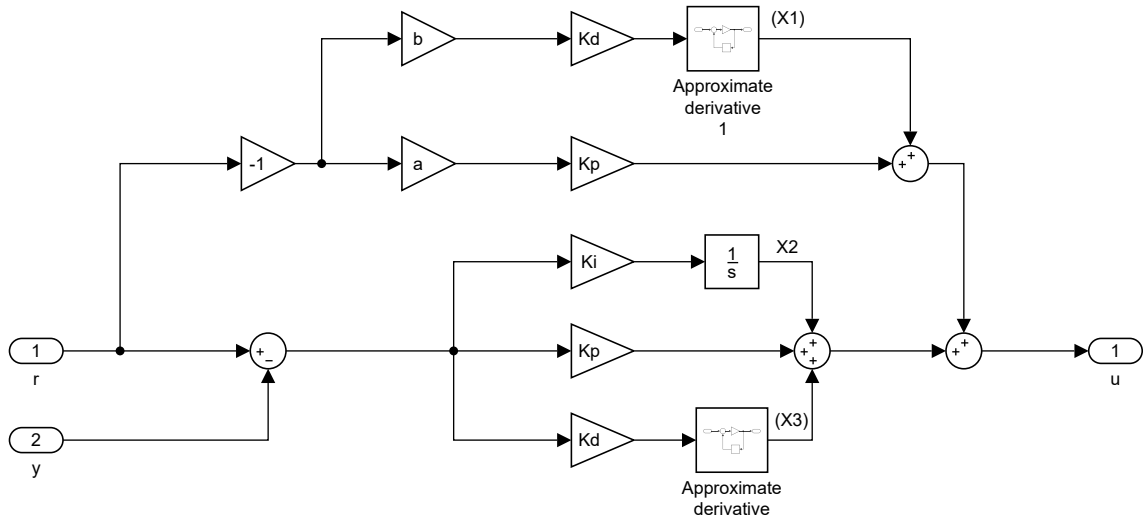 b
Kd
(X1)
Approximate
derivative
1
-1
a
Kp
+
+
Ki
1
s
X2
1
r
+
−
Kp
+
+
+
+
+
1
u
2
y
Kd
(X3)
Approximate
derivative